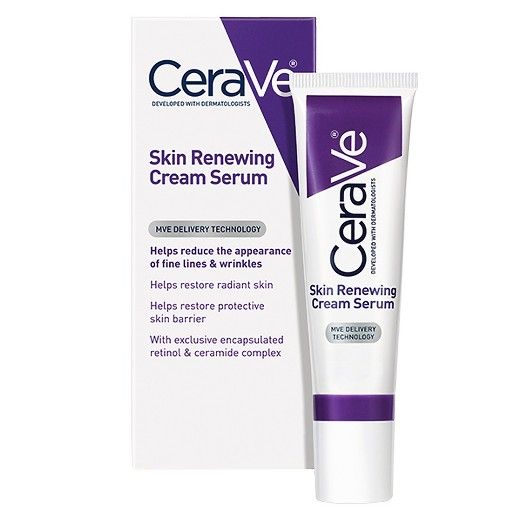 CeraVe®
DEVELOPED WITH DERMATOLOGISTS
Skin Renewing
Cream Serum
MVE DELIVERY TECHNOLOGY
Helps reduce the appearance
of fine lines & wrinkles
Helps restore radiant skin
Helps restore protective
skin barrier
With exclusive encapsulated
retinol & ceramide complex
CeraVe®
DEVELOPED WITH DERMATOLOGISTS
Skin Renewing
Cream Serum
MVE DELIVERY
TECHNOLOGY